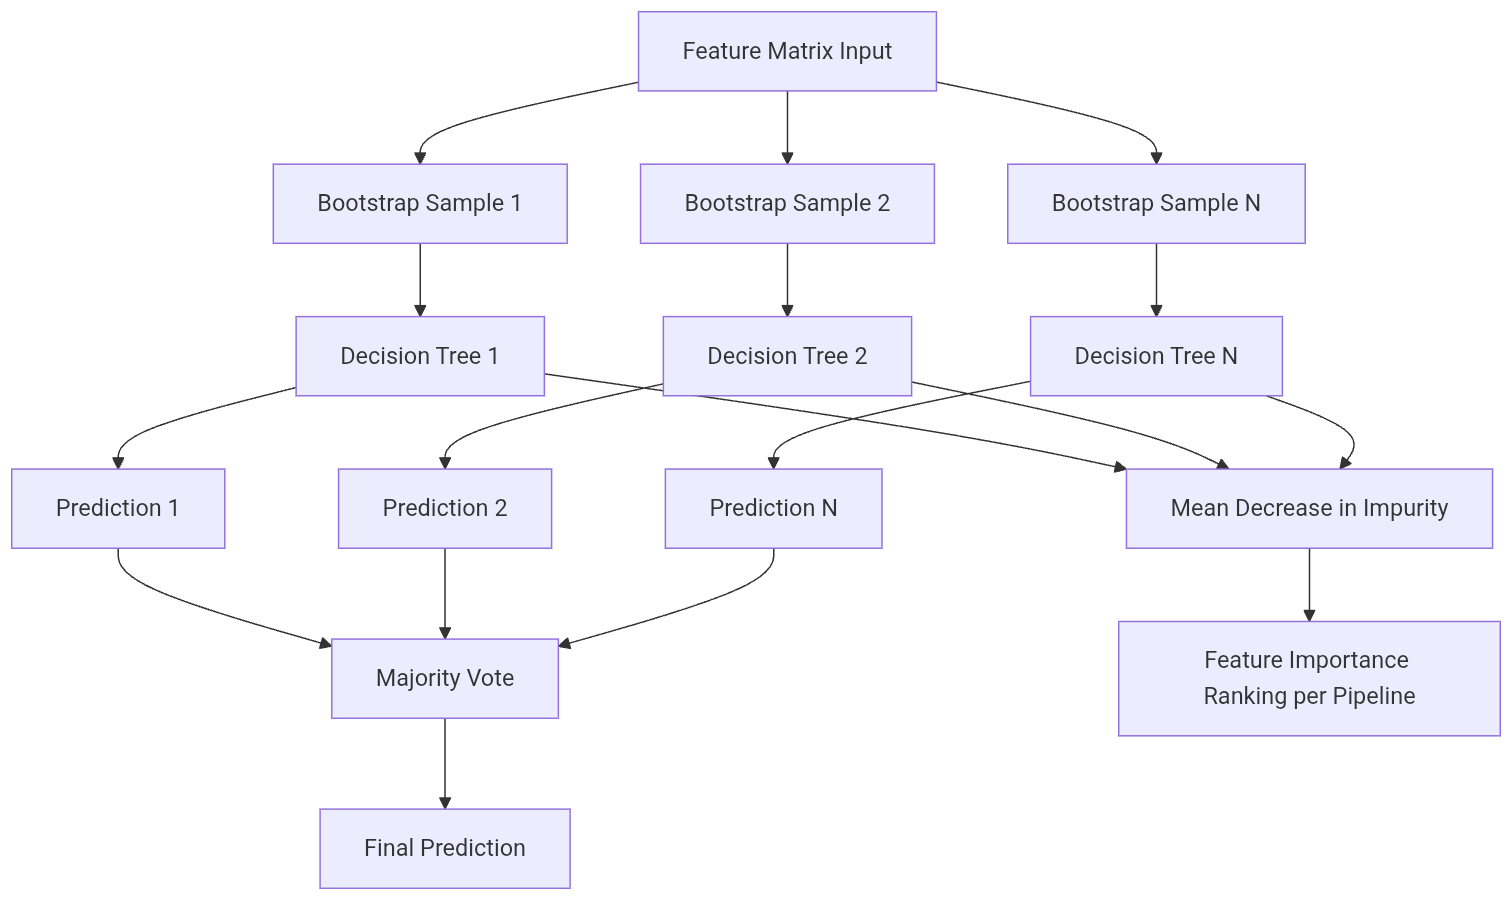 Feature Matrix Input
Bootstrap Sample 1
Bootstrap Sample 2
Bootstrap Sample N
Decision Tree 1
Decision Tree 2
Decision Tree N
Prediction 1
Prediction 2
Prediction N
Mean Decrease in Impurity
Majority Vote
Feature Importance
Ranking per Pipeline
Final Prediction